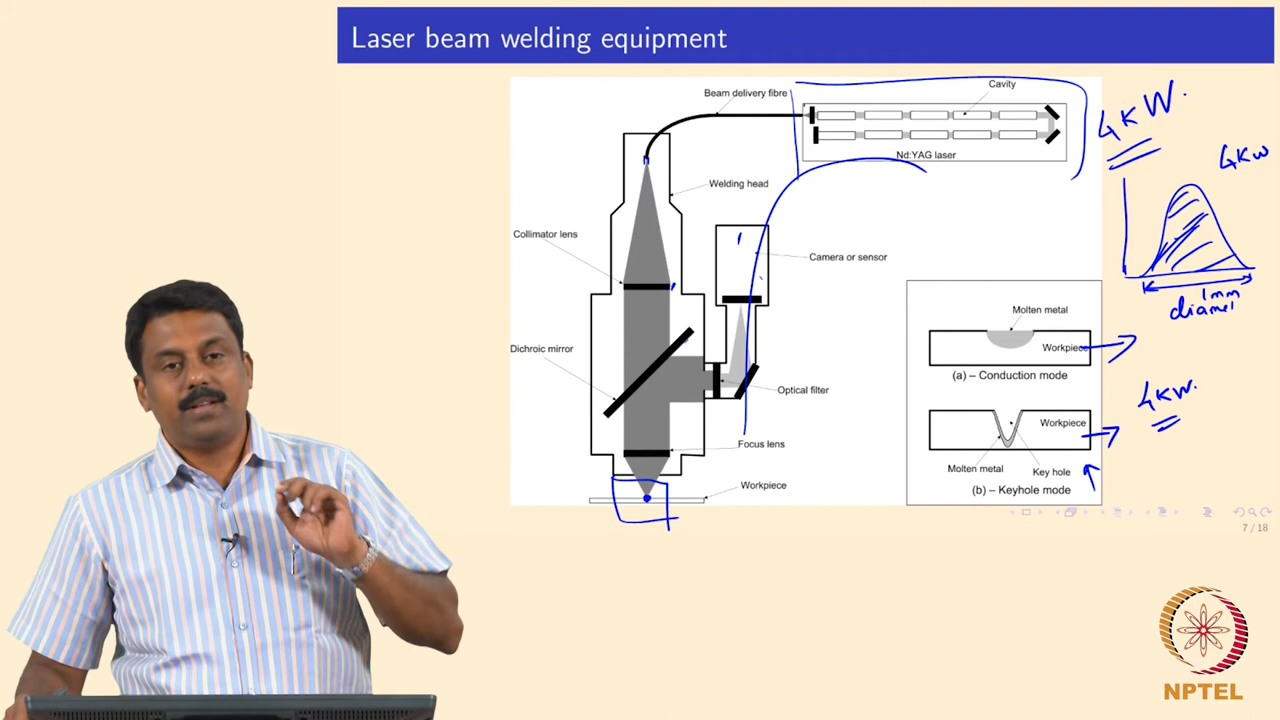 Laser beam welding equipment
Beam delivery fibre
Cavity
Nd:YAG laser
4KW.
4KW
Welding head
Collimator lens
Camera or sensor
1mm
diamet
Molten metal
Workpiece
(a) – Conduction mode
Dichroic mirror
Optical filter
4KW.
Workpiece
Focus lens
Molten metal
Key hole
(b) – Keyhole mode
Workpiece
7 / 18
NPTEL